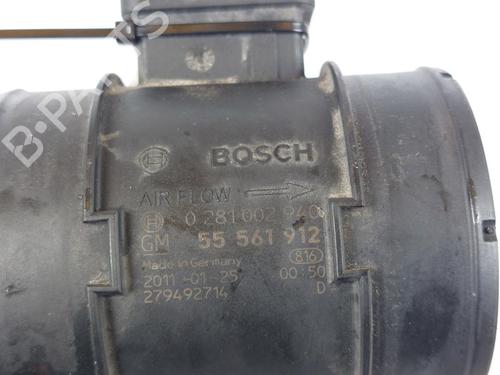 BOSCH
AIR FLOW
0 281 002 940
GM 55 561 912
Made in Germany 816
2011-01-25 00:50
279492714 D
B-PARTS